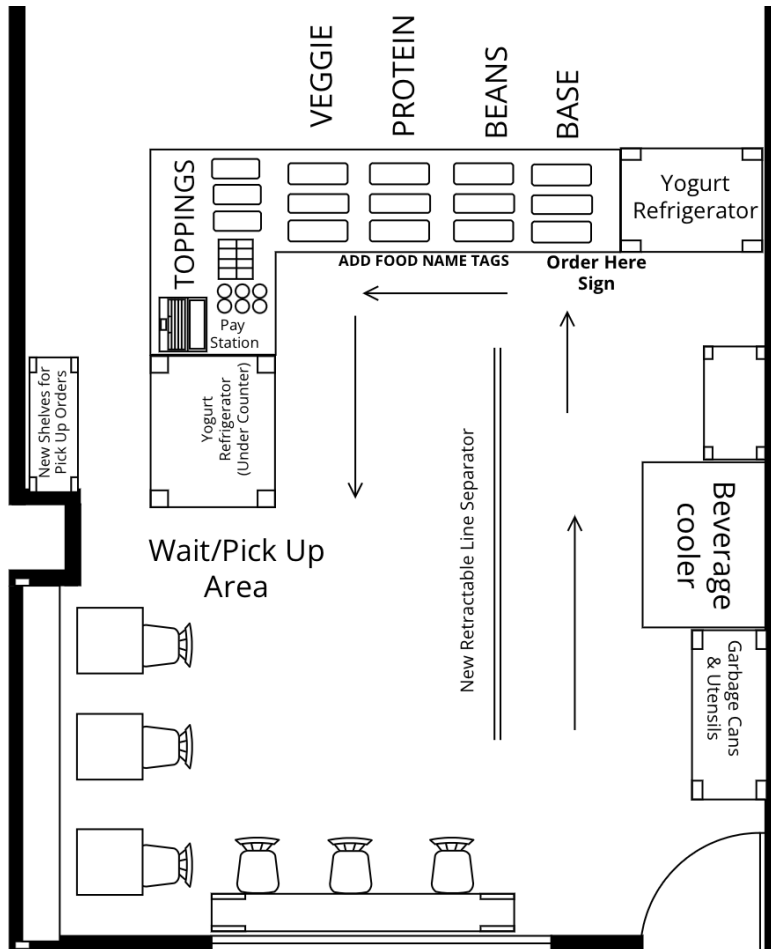 VEGGIE
PROTEIN
BEANS
BASE
TOPPINGS
Yogurt
Refrigerator
ADD FOOD NAME TAGS
Order Here
Sign
Pay
Station
New Shelves for
Pick Up Orders
Yogurt
Refrigerator
(Under Counter)
New Retractable Line Separator
Beverage
cooler
Wait/Pick Up
Area
Garbage Cans
& Utensils